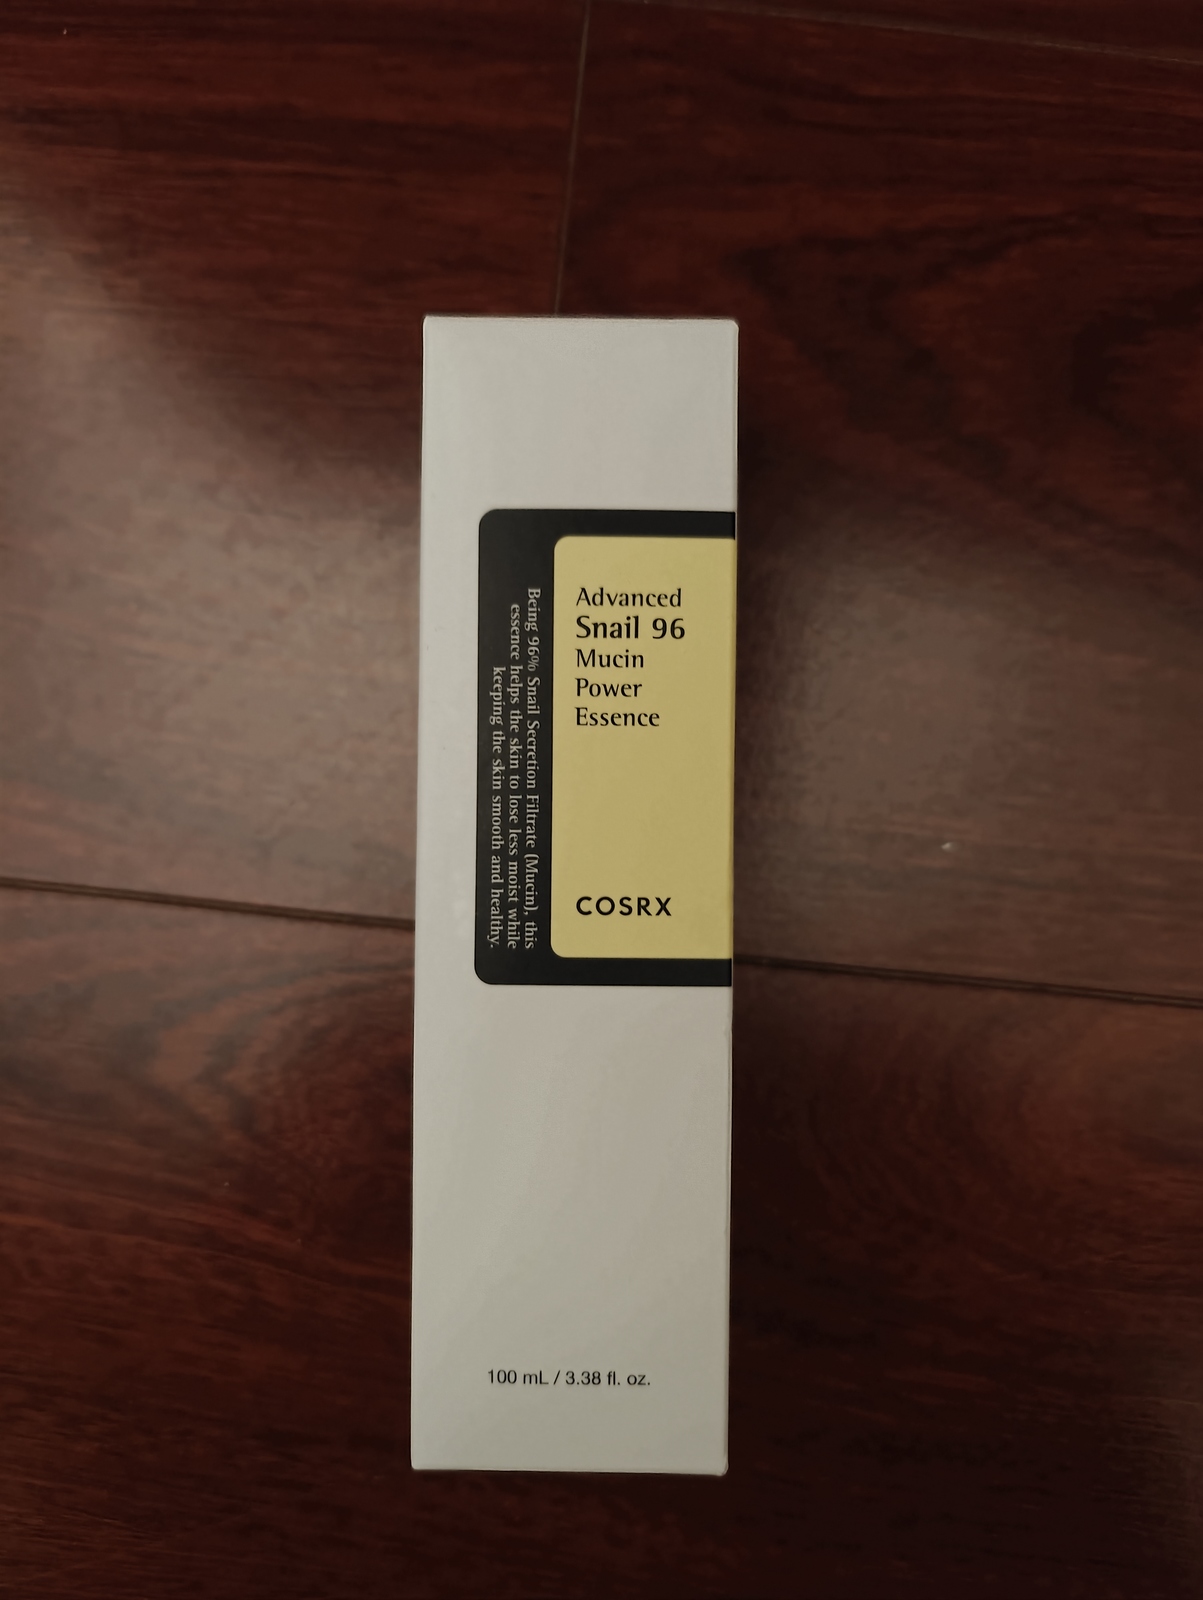 Advanced
Snail 96
Mucin
Power
Essence
COSRX
Being 96% Snail Secretion Filtrate (Mucin), this
essence helps the skin to lose less moist while
keeping the skin smooth and healthy.
100 mL / 3.38 fl. oz.